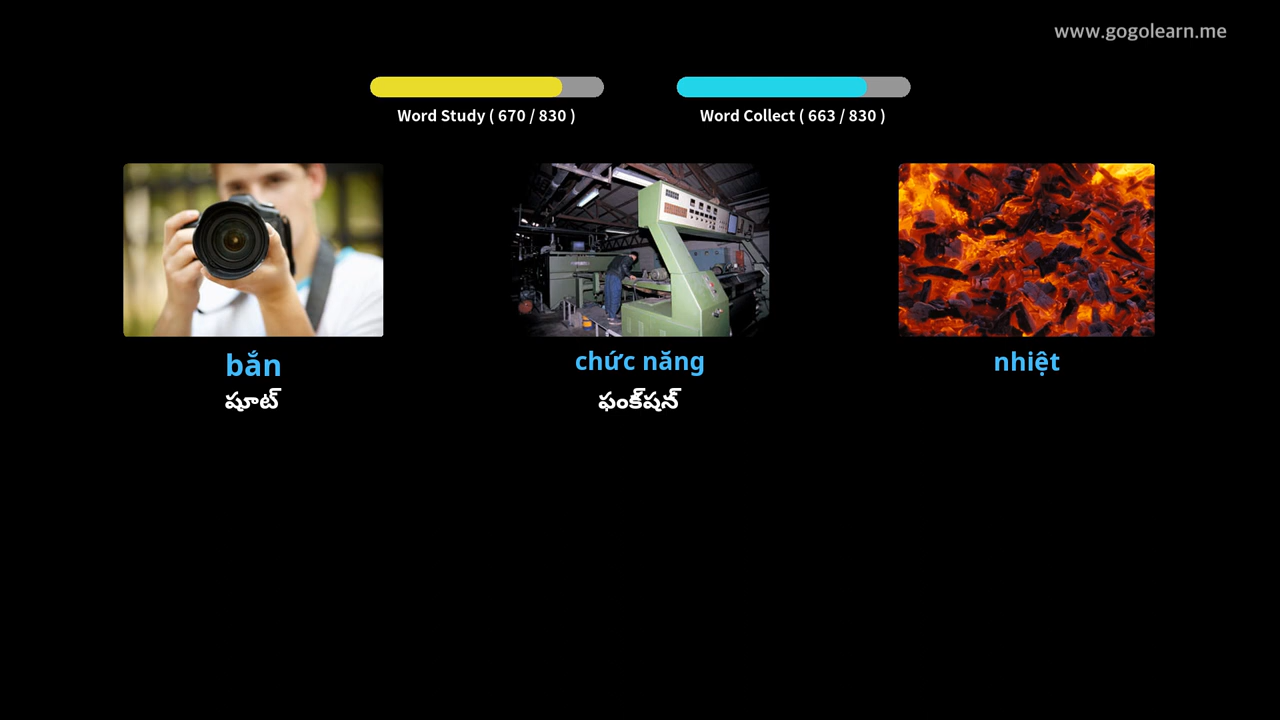 www.gogolearn.me
Word Study ( 670 / 830 )
Word Collect ( 663 / 830 )
bắn
chức năng
nhiệt
షూట్
ఫంక్‌షన్